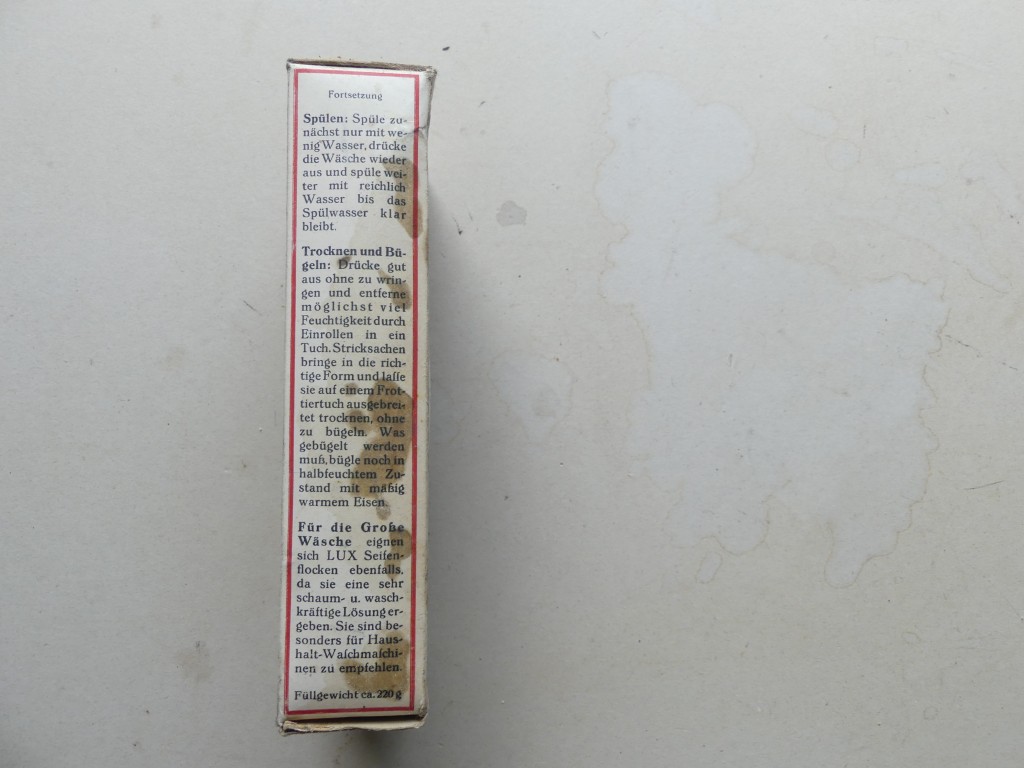 Fortsetzung
Spülen: Spüle zu-
nächst nur mit we-
nig Wasser, drücke
die Wäsche wieder
aus und spüle wei-
ter mit reichlich
Wasser bis das
Spülwasser klar
bleibt.
Trocknen und Bü-
geln: Drücke gut
aus ohne zu wrin-
gen und entferne
möglichst viel
Feuchtigkeit durch
Einrollen in ein
Tuch. Stricksachen
bringe in die rich-
tige Form und laſſe
sie auf einem Frot-
tiertuch ausgebrei-
tet trocknen, ohne
zu bügeln. Was
gebügelt werden
muß, bügle noch in
halbfeuchtem Zu-
stand mit mäßig
warmem Eisen.
Für die Große
Wäsche eignen
sich LUX Seifen-
flocken ebenfalls,
da sie eine sehr
schaum- u. wasch-
kräftige Lösung er-
geben. Sie sind be-
sonders für Haus-
halt-Waſchmaſchi-
nen zu empfehlen.
Füllgewicht ca. 220 g